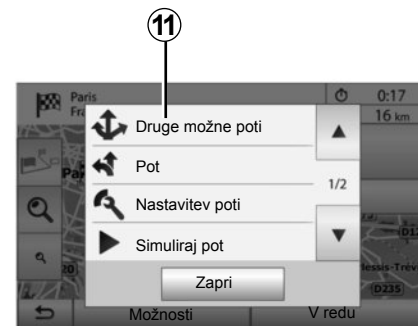 11
Paris
Fra
0:17
16 km
Druge možne poti
Pot
1/2
Nastavitev poti
Simuliraj pot
Zapri
D235
Možnosti
V redu